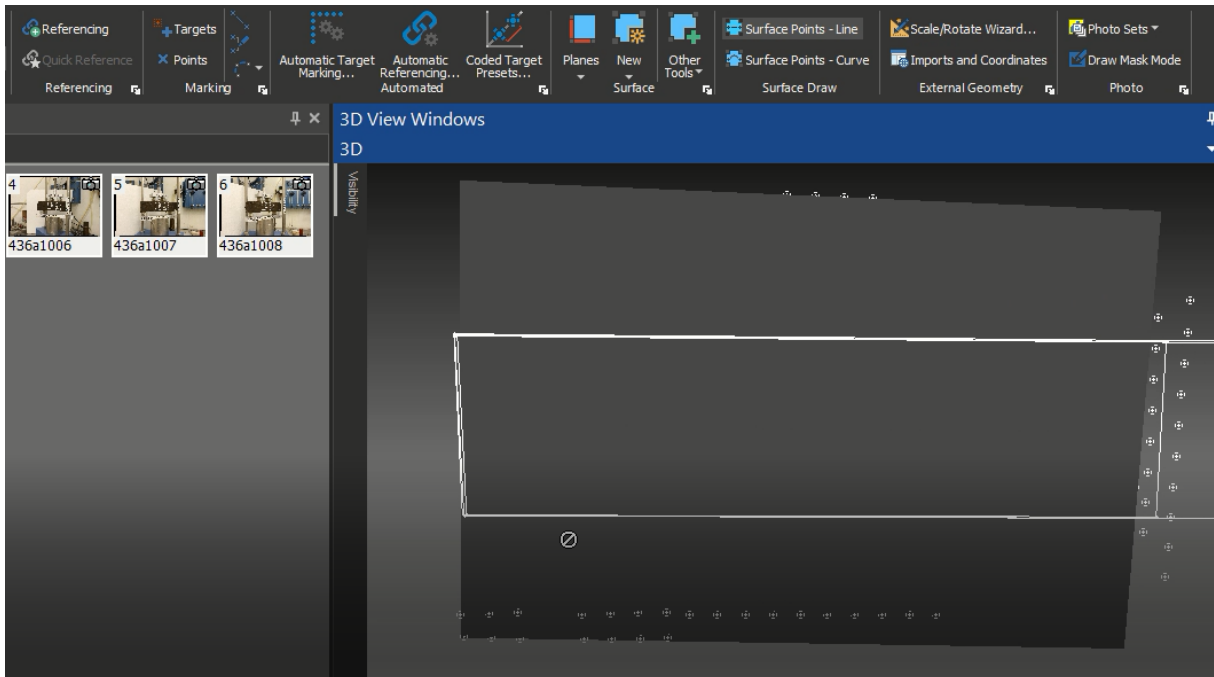 Referencing
Quick Reference
Referencing
Targets
Points
Marking
Automatic Target
Marking...
Automatic
Referencing...
Coded Target
Presets...
Automated
Planes
New
Other
Tools
Surface
Surface Points - Line
Surface Points - Curve
Surface Draw
Scale/Rotate Wizard...
Imports and Coordinates
External Geometry
Photo Sets
Draw Mask Mode
Photo
3D View Windows
3D
Visibility
4
436a1006
5
436a1007
6
436a1008